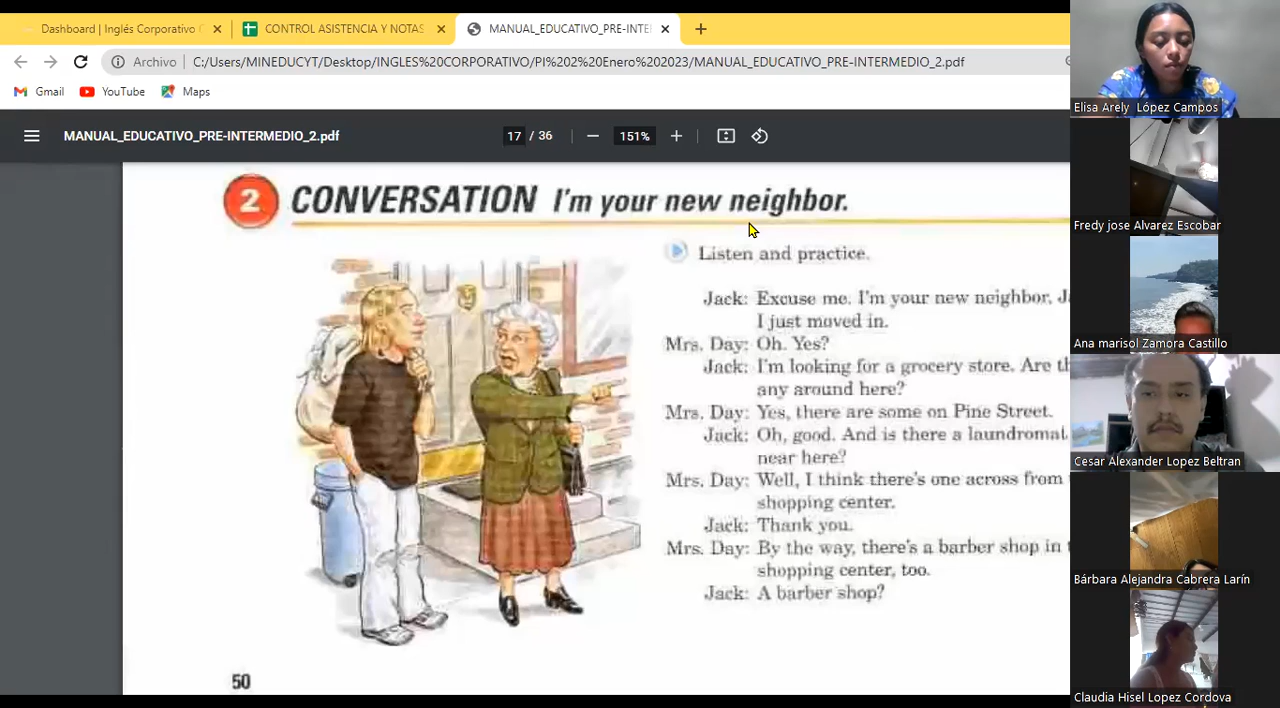 Dashboard | Inglés Corporativo
CONTROL ASISTENCIA Y NOTAS
MANUAL_EDUCATIVO_PRE-INTE
Archivo
C:/Users/MINEDUCYT/Desktop/INGLES%20CORPORATIVO/PI%202%20Enero%202023/MANUAL_EDUCATIVO_PRE-INTERMEDIO_2.pdf
Gmail
YouTube
Maps
MANUAL_EDUCATIVO_PRE-INTERMEDIO_2.pdf
17 / 36
151%
2 CONVERSATION I'm your new neighbor.
Listen and practice.
Jack: Excuse me. I'm your new neighbor,
I just moved in.
Mrs. Day: Oh. Yes?
Jack: I'm looking for a grocery store. Are
any around here?
Mrs. Day: Yes, there are some on Pine Street.
Jack: Oh, good. And is there a laundromat
near here?
Mrs. Day: Well, I think there's one across from
shopping center.
Jack: Thank you.
Mrs. Day: By the way, there's a barber shop in
shopping center, too.
Jack: A barber shop?
50
Elisa Arely López Campos
Fredy jose Alvarez Escobar
Ana marisol Zamora Castillo
Cesar Alexander Lopez Beltran
Bárbara Alejandra Cabrera Larín
Claudia Hisel Lopez Cordova